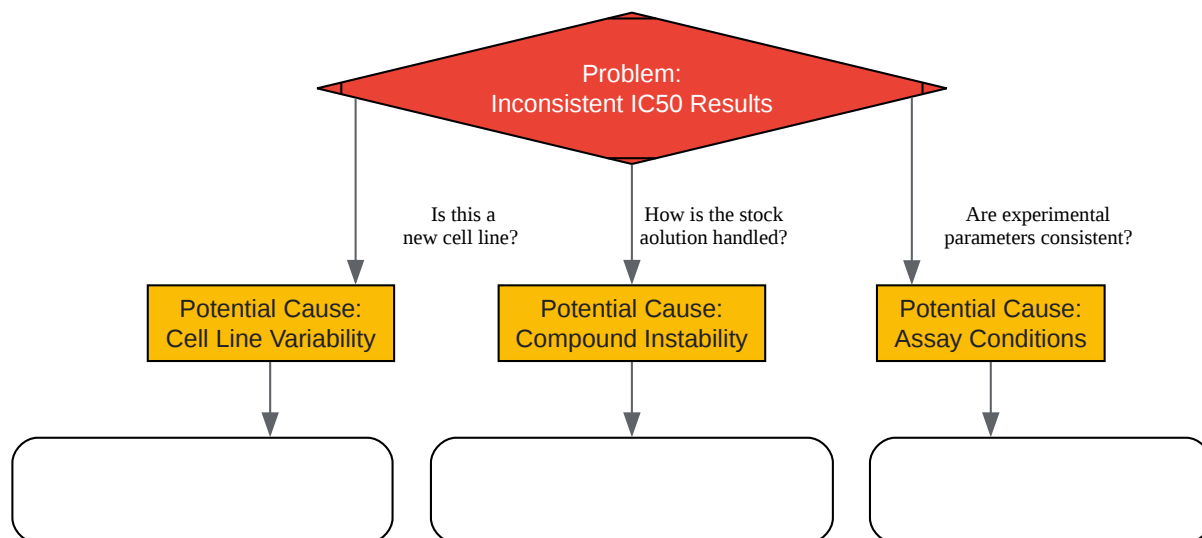 Problem:
Inconsistent IC50 Results
Is this a
new cell line?
How is the stock
aolution handled?
Are experimental
parameters consistent?
Potential Cause:
Cell Line Variability
Potential Cause:
Compound Instability
Potential Cause:
Assay Conditions